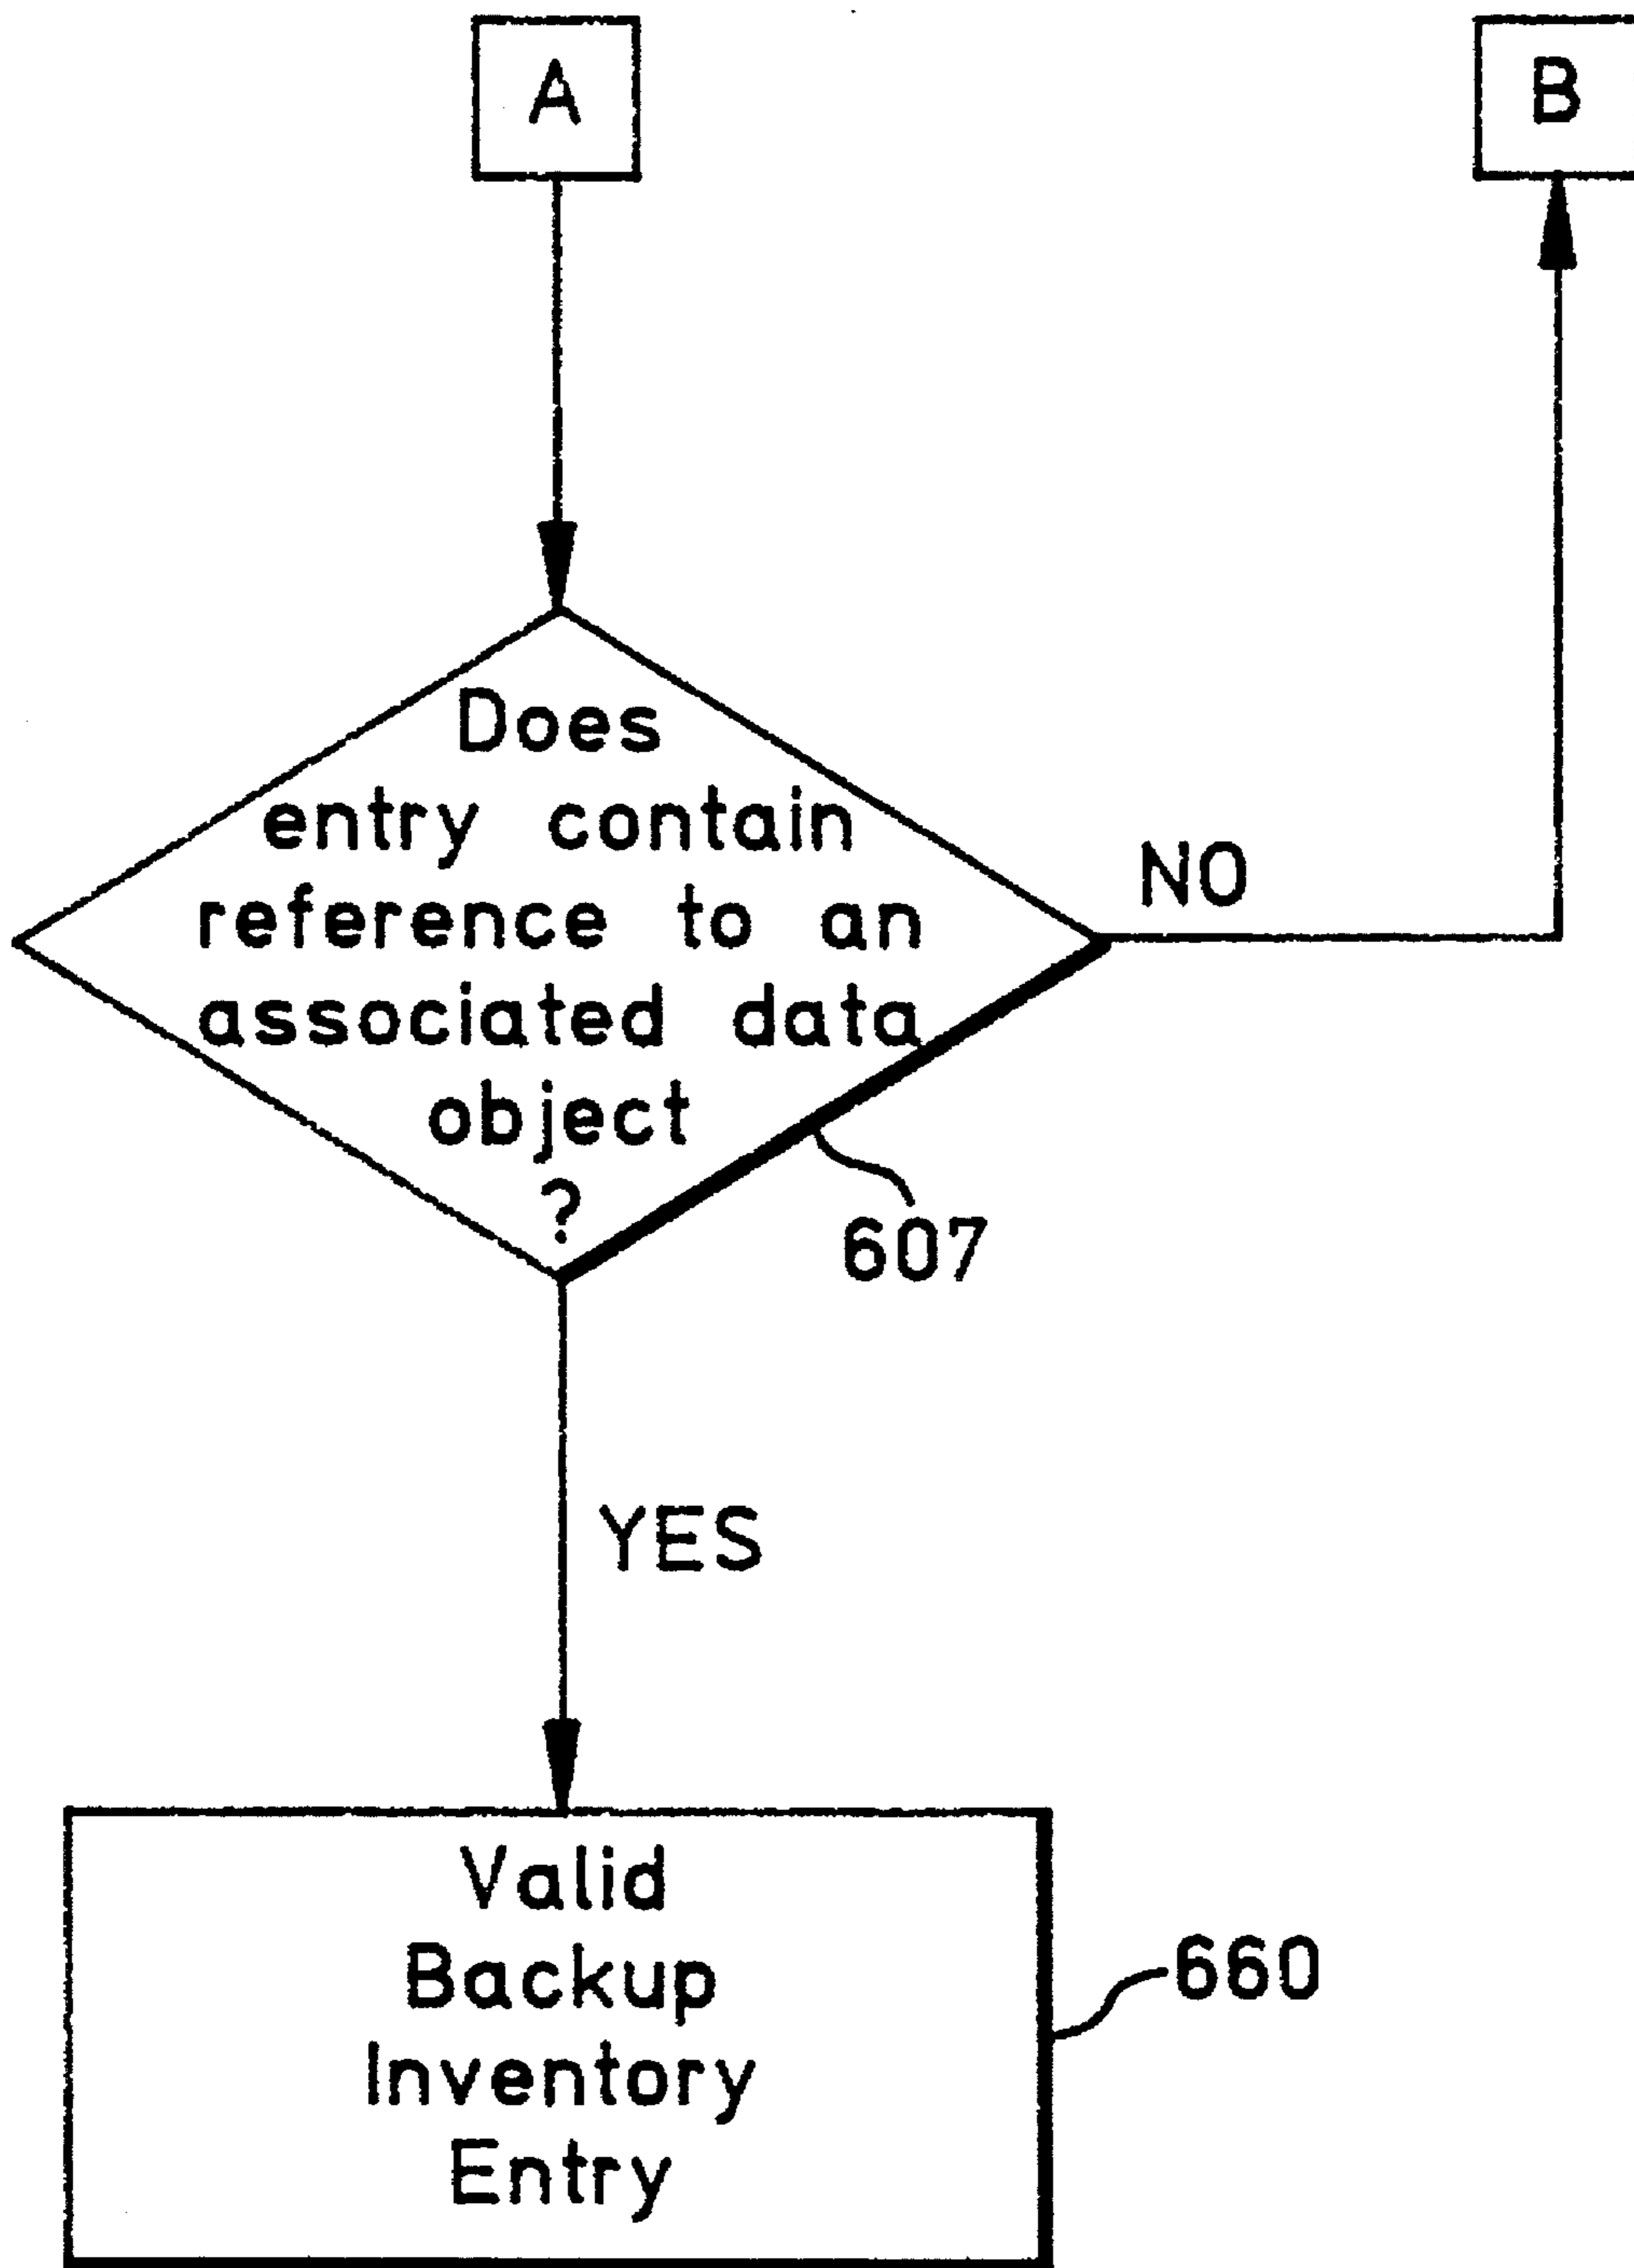 A
B
Does
entry contain
reference to an
associated data
object
?
NO
607
YES
Valid
Backup
Inventory
Entry
660